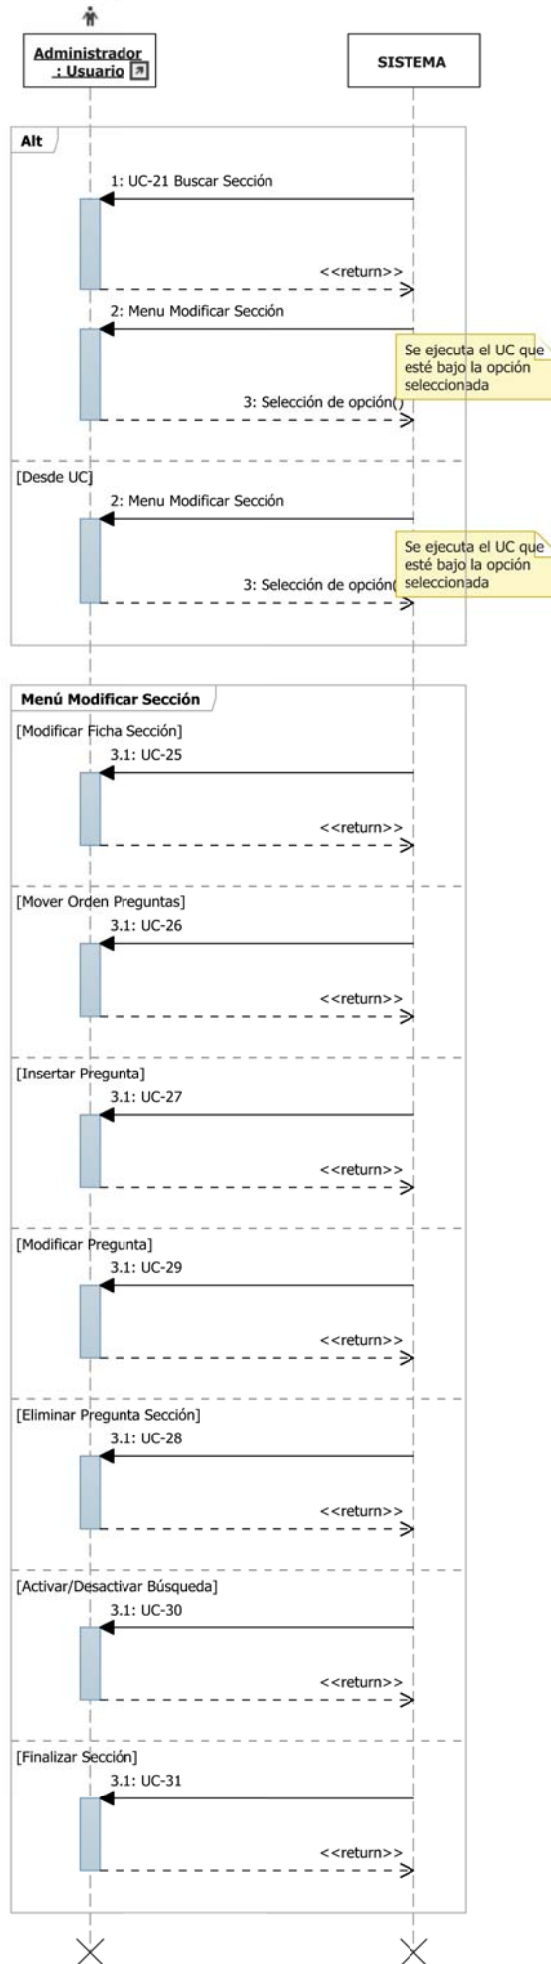 Administrador
: Usuario
SISTEMA
Alt
1: UC-21 Buscar Sección
<<return>>
2: Menu Modificar Sección
Se ejecuta el UC que
esté bajo la opción
seleccionada
3: Selección de opción()
[Desde UC]
2: Menu Modificar Sección
Se ejecuta el UC que
esté bajo la opción
seleccionada
3: Selección de opción(
Menú Modificar Sección
[Modificar Ficha Sección]
3.1: UC-25
<<return>>
[Mover Orden Preguntas]
3.1: UC-26
<<return>>
[Insertar Pregunta]
3.1: UC-27
<<return>>
[Modificar Pregunta]
3.1: UC-29
<<return>>
[Eliminar Pregunta Sección]
3.1: UC-28
<<return>>
[Activar/Desactivar Búsqueda]
3.1: UC-30
<<return>>
[Finalizar Sección]
3.1: UC-31
<<return>>